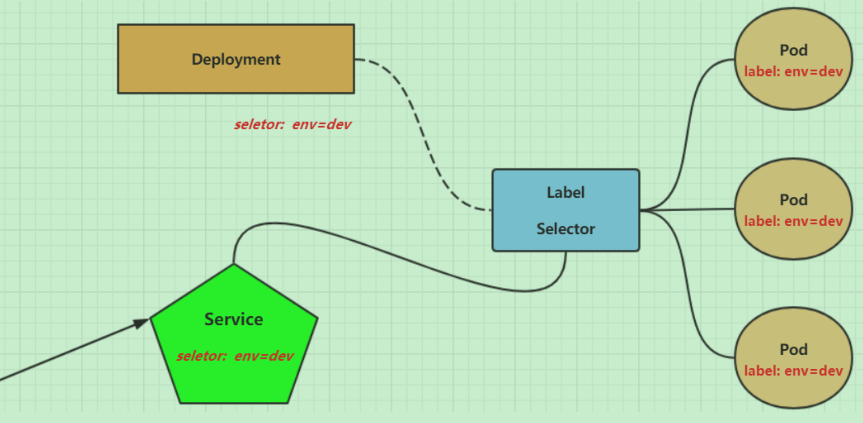 Deployment
seletor: env=dev
Label
Selector
Service
seletor: env=dev
Pod
label: env=dev
Pod
label: env=dev
Pod
label: env=dev